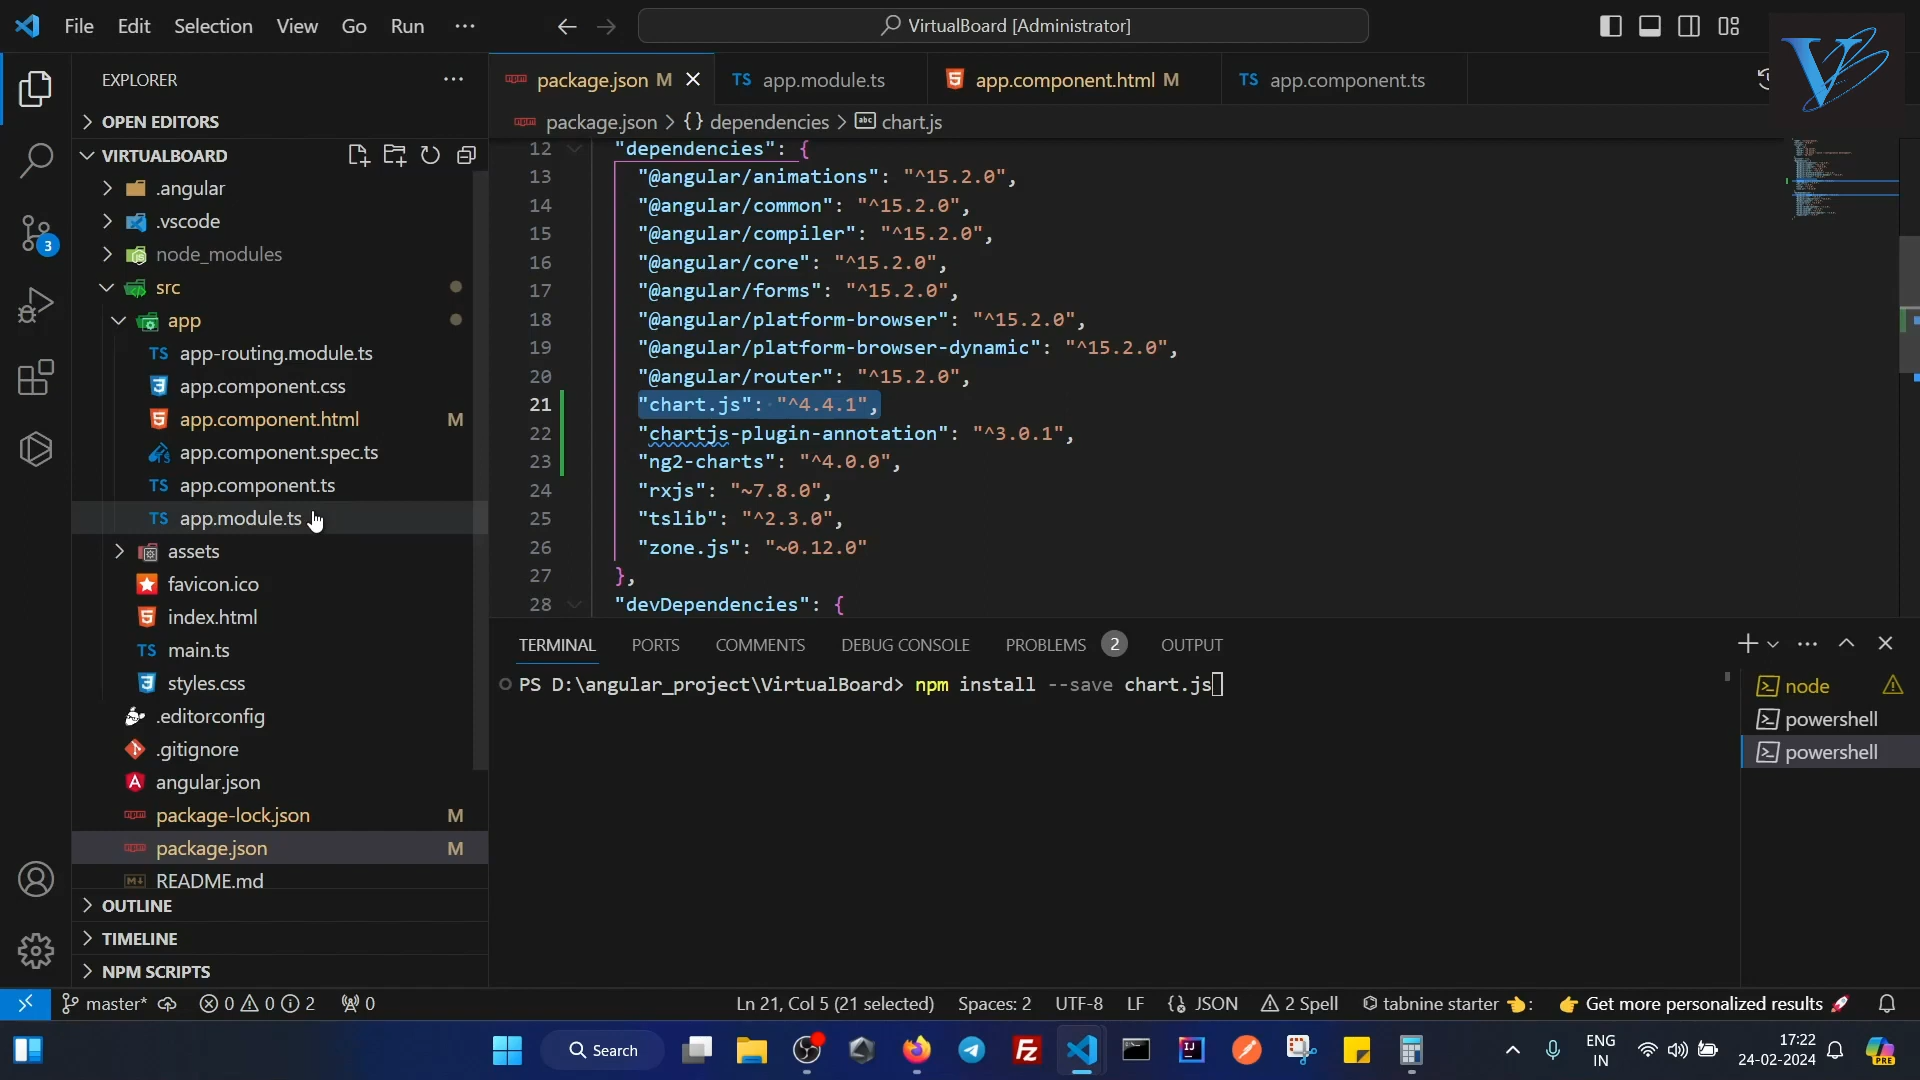 File Edit Selection View Go Run ···
VirtualBoard [Administrator]
EXPLORER
OPEN EDITORS
VIRTUALBOARD
.angular
.vscode
node_modules
src
app
TS app-routing.module.ts
app.component.css
app.component.html M
app.component.spec.ts
TS app.component.ts
TS app.module.ts
assets
favicon.ico
index.html
TS main.ts
styles.css
.editorconfig
.gitignore
angular.json
package-lock.json M
package.json M
README.md
OUTLINE
TIMELINE
NPM SCRIPTS
3
package.json M TS app.module.ts app.component.html M TS app.component.ts
package.json > {} dependencies > abc chart.js
12 "dependencies": {
13 "@angular/animations": "^15.2.0",
14 "@angular/common": "^15.2.0",
15 "@angular/compiler": "^15.2.0",
16 "@angular/core": "^15.2.0",
17 "@angular/forms": "^15.2.0",
18 "@angular/platform-browser": "^15.2.0",
19 "@angular/platform-browser-dynamic": "^15.2.0",
20 "@angular/router": "^15.2.0",
21 "chart.js": "^4.4.1",
22 "chartjs-plugin-annotation": "^3.0.1",
23 "ng2-charts": "^4.0.0",
24 "rxjs": "~7.8.0",
25 "tslib": "^2.3.0",
26 "zone.js": "~0.12.0"
27 },
28 "devDependencies": {
TERMINAL PORTS COMMENTS DEBUG CONSOLE PROBLEMS 2 OUTPUT
PS D:\angular_project\VirtualBoard> npm install --save chart.js
node
powershell
powershell
master* 0 0 2 0 Ln 21, Col 5 (21 selected) Spaces: 2 UTF-8 LF {} JSON 2 Spell tabnine starter 👈: 👉 Get more personalized results 🚀
Search
ENG
IN
17:22
24-02-2024
PRE